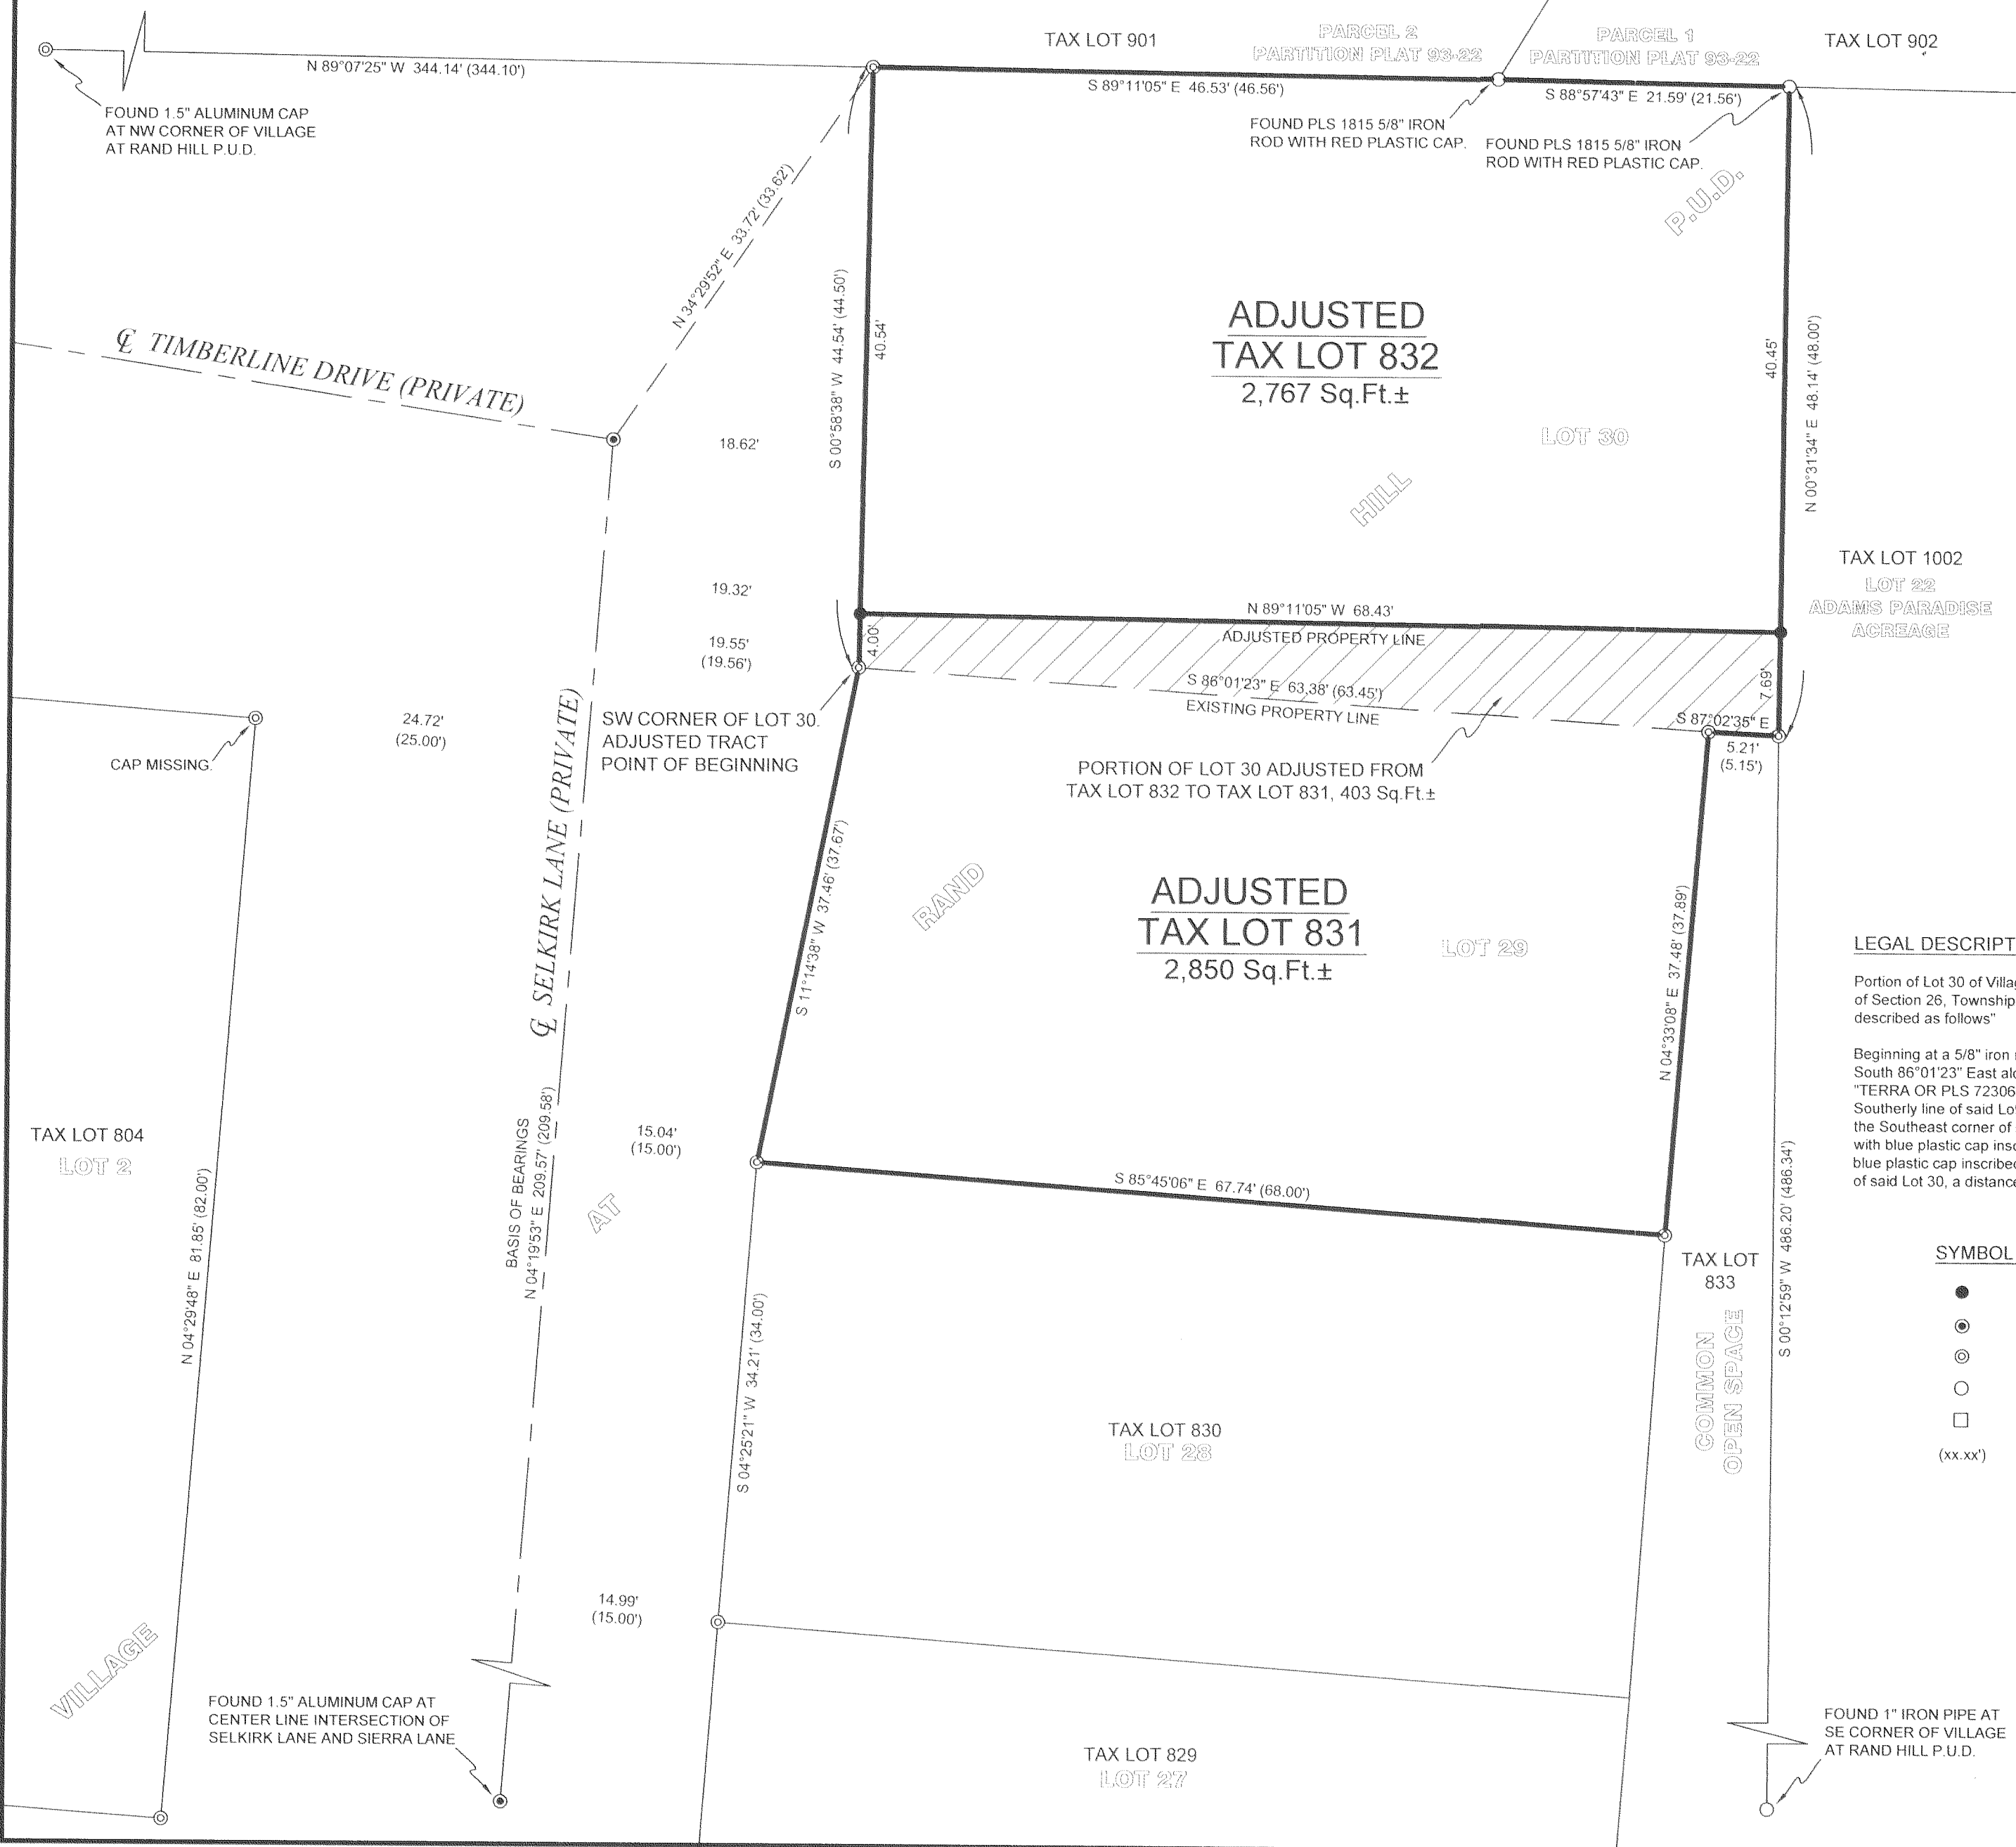 TAX LOT 901
PARCEL 2
PARTITION PLAT 93-22
PARCEL 1
PARTITION PLAT 93-22
TAX LOT 902
N 89°07'25" W 344.14' (344.10')
S 89°11'05" E 46.53' (46.56')
S 88°57'43" E 21.59' (21.56')
FOUND 1.5" ALUMINUM CAP
AT NW CORNER OF VILLAGE
AT RAND HILL P.U.D.
FOUND PLS 1815 5/8" IRON
ROD WITH RED PLASTIC CAP.
FOUND PLS 1815 5/8" IRON
ROD WITH RED PLASTIC CAP.
P.U.D.
N 34°29'52" E 33.72' (33.62')
S 00°58'38" W 44.54' (44.50')
40.54'
ADJUSTED
TAX LOT 832
2,767 Sq.Ft.±
40.45'
N 00°31'34" E 48.14' (48.00')
℄ TIMBERLINE DRIVE (PRIVATE)
LOT 30
18.62'
HILL
TAX LOT 1002
LOT 22
ADAMS PARADISE
ACREAGE
19.32'
N 89°11'05" W 68.43'
ADJUSTED PROPERTY LINE
19.55'
(19.56')
4.00'
S 86°01'23" E 63.38' (63.45')
EXISTING PROPERTY LINE
7.69'
S 87°02'35" E
5.21'
(5.15')
24.72'
(25.00')
CAP MISSING.
SW CORNER OF LOT 30.
ADJUSTED TRACT
POINT OF BEGINNING
PORTION OF LOT 30 ADJUSTED FROM
TAX LOT 832 TO TAX LOT 831, 403 Sq.Ft.±
℄ SELKIRK LANE (PRIVATE)
S 11°14'38" W 37.46' (37.67')
RAND
ADJUSTED
TAX LOT 831
2,850 Sq.Ft.±
LOT 29
N 04°33'08" E 37.48' (37.89')
LEGAL DESCRIPT
Portion of Lot 30 of Villag
of Section 26, Township
described as follows"
Beginning at a 5/8" iron
South 86°01'23" East alo
"TERRA OR PLS 72306
Southerly line of said Lot
the Southeast corner of
with blue plastic cap insc
blue plastic cap inscribed
of said Lot 30, a distance
TAX LOT 804
LOT 2
N 04°29'48" E 81.85' (82.00')
BASIS OF BEARINGS
N 04°19'53" E 209.57' (209.58')
15.04'
(15.00')
AT
S 85°45'06" E 67.74' (68.00')
TAX LOT
833
COMMON
OPEN SPACE
S 00°12'59" W 486.20' (486.34')
SYMBOL
(xx.xx')
S 04°25'21" W 34.21' (34.00')
TAX LOT 830
LOT 28
14.99'
(15.00')
VILLAGE
FOUND 1.5" ALUMINUM CAP AT
CENTER LINE INTERSECTION OF
SELKIRK LANE AND SIERRA LANE
TAX LOT 829
LOT 27
FOUND 1" IRON PIPE AT
SE CORNER OF VILLAGE
AT RAND HILL P.U.D.